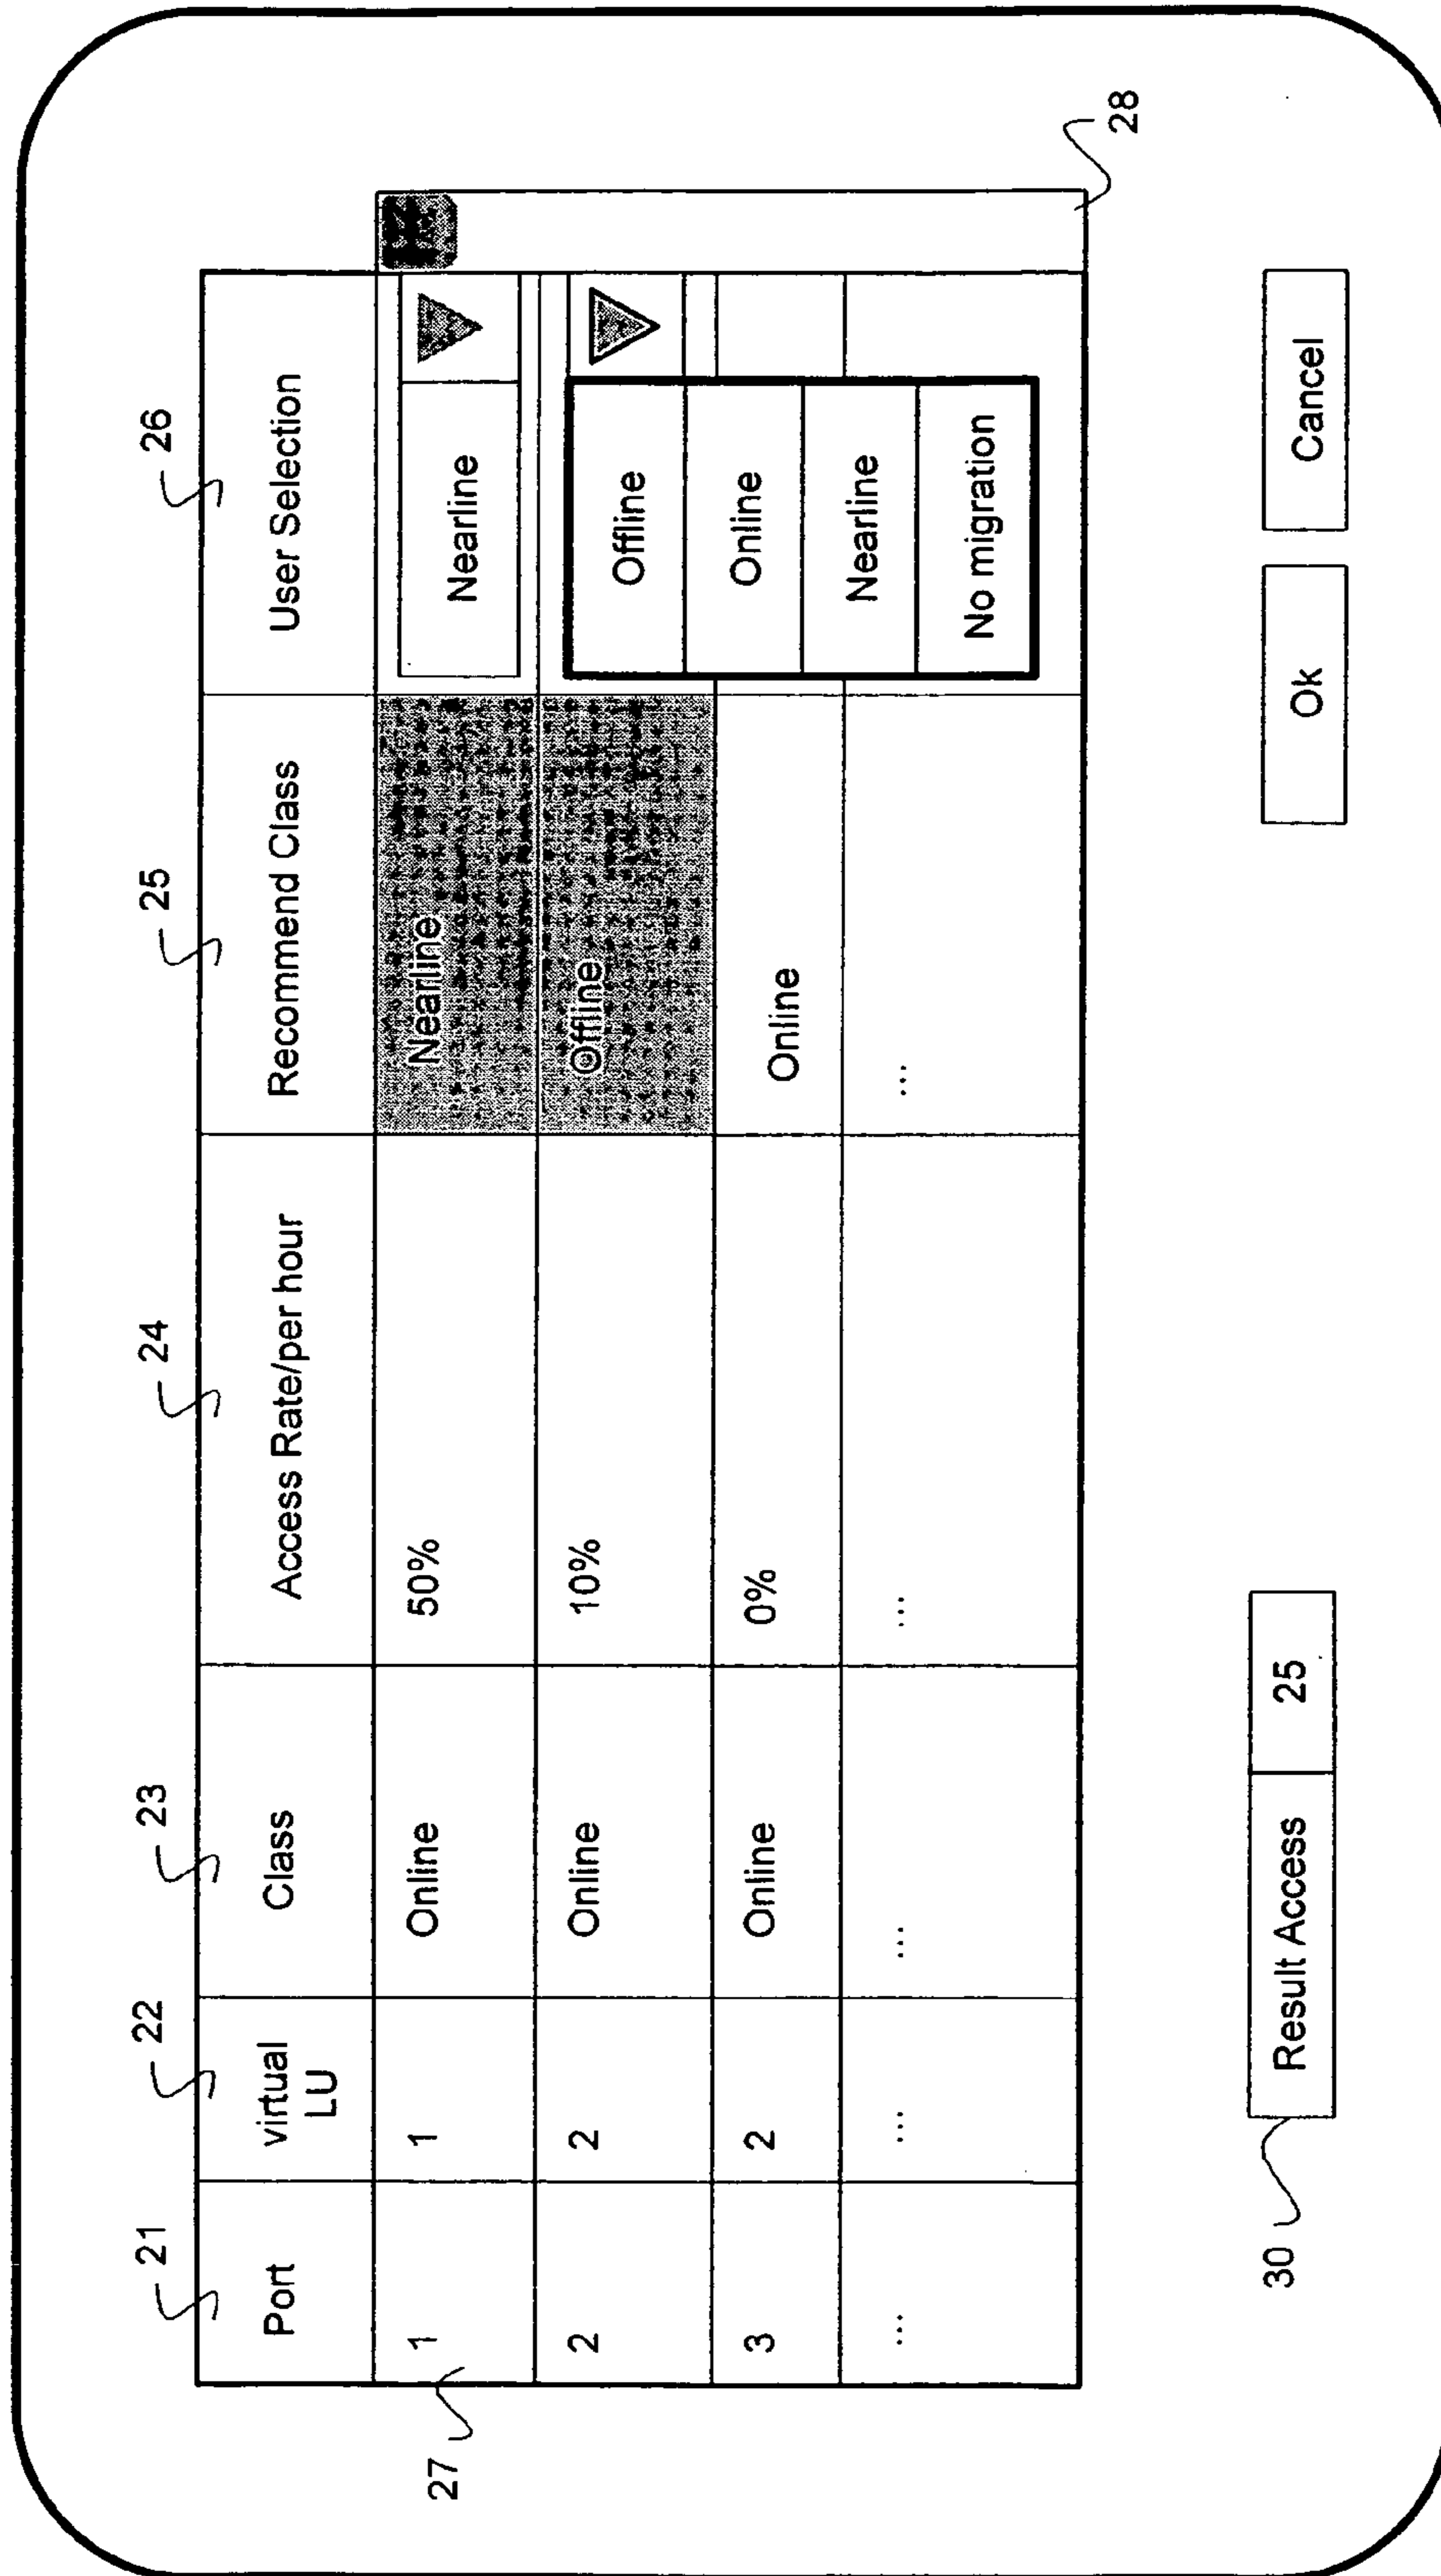 21 22 23 24 25 26
Port virtual LU Class Access Rate/per hour Recommend Class User Selection
27 1 1 Online 50% Nearline Nearline
2 2 Online 10% Offline Offline
Online
Nearline
No migration
3 2 Online 0% Online
... ... ... ... ...
28
30 Result Access 25 Ok Cancel